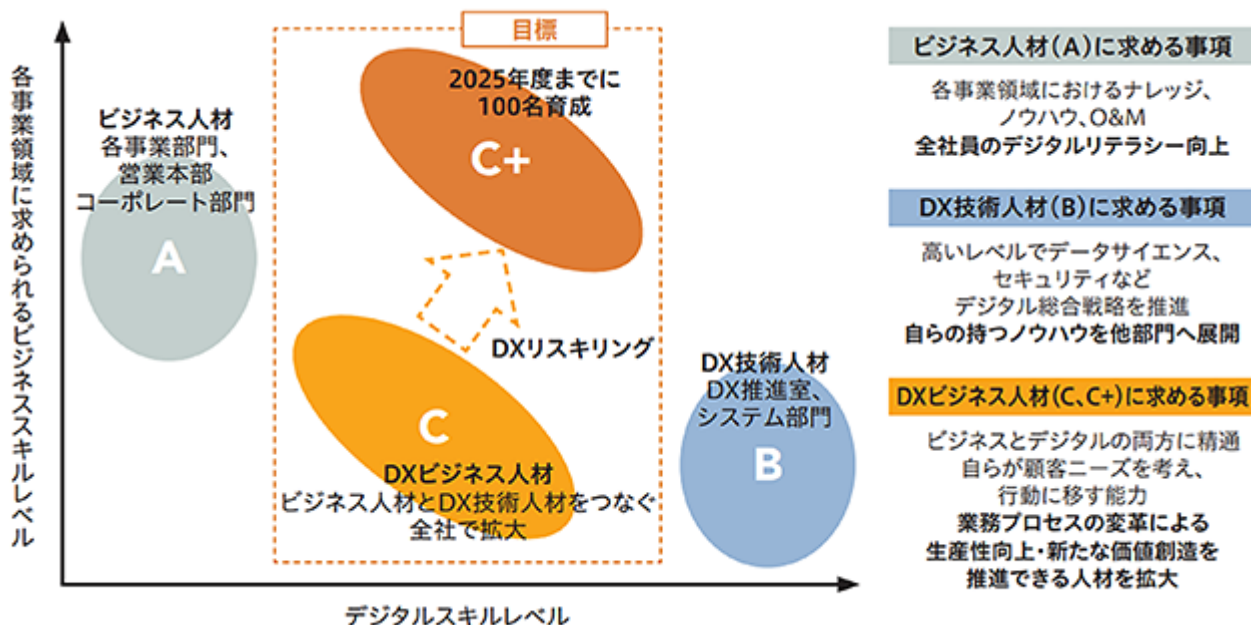 目標
2025年度までに
100名育成
C+
各事業領域に求められるビジネススキルレベル
ビジネス人材
各事業部門、
営業本部
コーポレート部門
A
DXリスキリング
C
DXビジネス人材
ビジネス人材とDX技術人材をつなぐ
全社で拡大
DX技術人材
DX推進室、
システム部門
B
デジタルスキルレベル
ビジネス人材(A)に求める事項
各事業領域におけるナレッジ、
ノウハウ、O&M
全社員のデジタルリテラシー向上
DX技術人材(B)に求める事項
高いレベルでデータサイエンス、
セキュリティなど
デジタル総合戦略を推進
自らの持つノウハウを他部門へ展開
DXビジネス人材(C、C+)に求める事項
ビジネスとデジタルの両方に精通
自らが顧客ニーズを考え、
行動に移す能力
業務プロセスの変革による
生産性向上・新たな価値創造を
推進できる人材を拡大